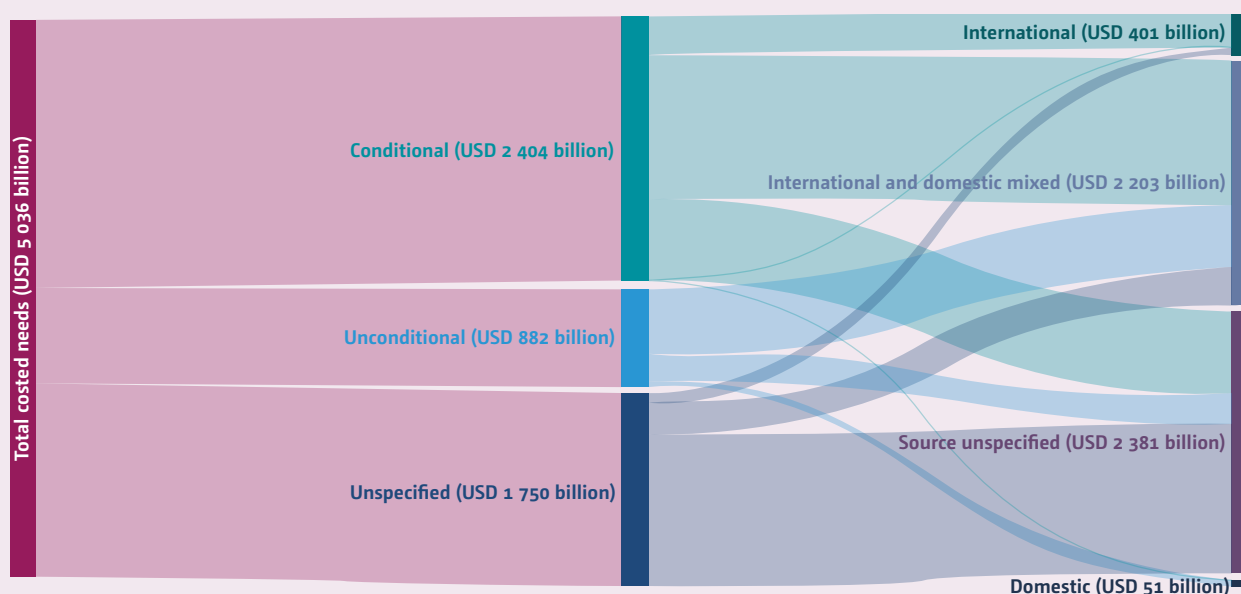 Total costed needs (USD 5 036 billion)
Conditional (USD 2 404 billion)
Unconditional (USD 882 billion)
Unspecified (USD 1 750 billion)
International (USD 401 billion)
International and domestic mixed (USD 2 203 billion)
Source unspecified (USD 2 381 billion)
Domestic (USD 51 billion)